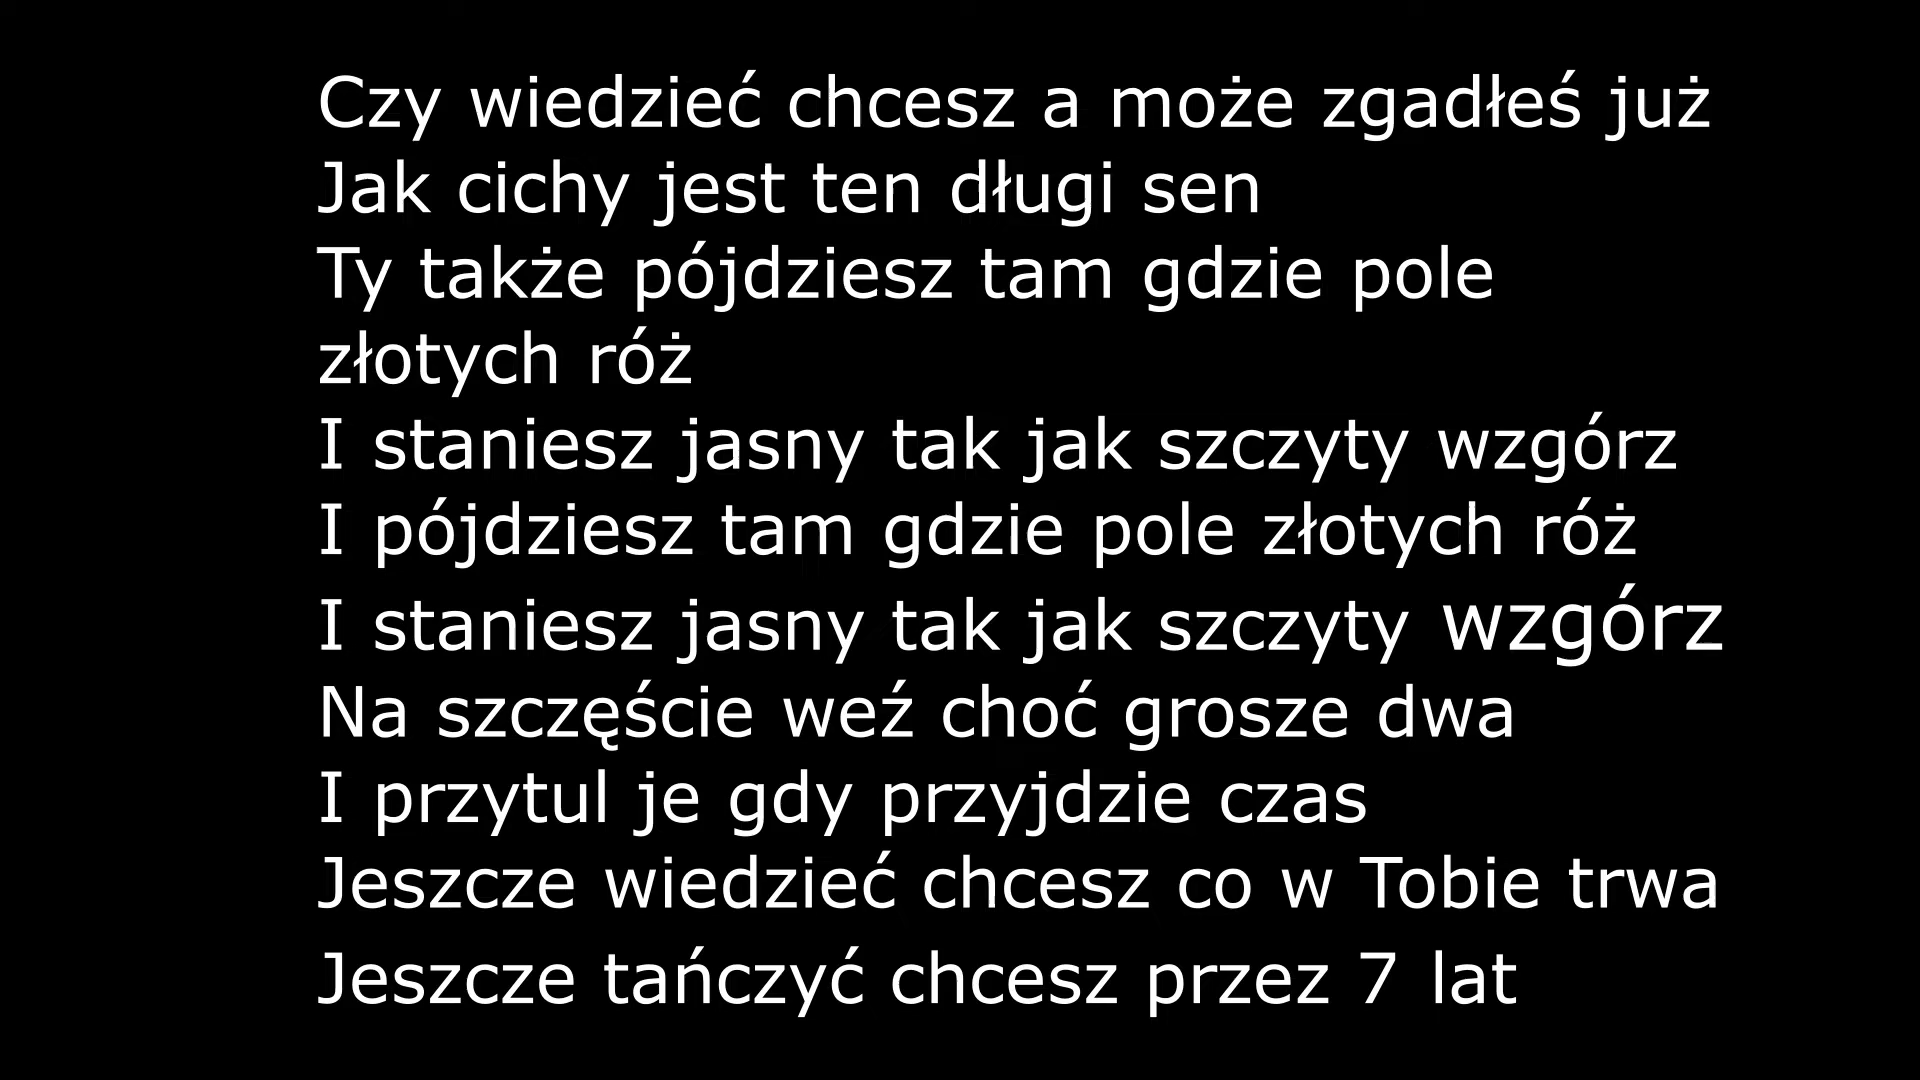 Czy wiedzieć chcesz a może zgadłeś już
Jak cichy jest ten długi sen
Ty także pójdziesz tam gdzie pole
złotych róż
I staniesz jasny tak jak szczyty wzgórz
I pójdziesz tam gdzie pole złotych róż
I staniesz jasny tak jak szczyty wzgórz
Na szczęście weź choć grosze dwa
I przytul je gdy przyjdzie czas
Jeszcze wiedzieć chcesz co w Tobie trwa
Jeszcze tańczyć chcesz przez 7 lat